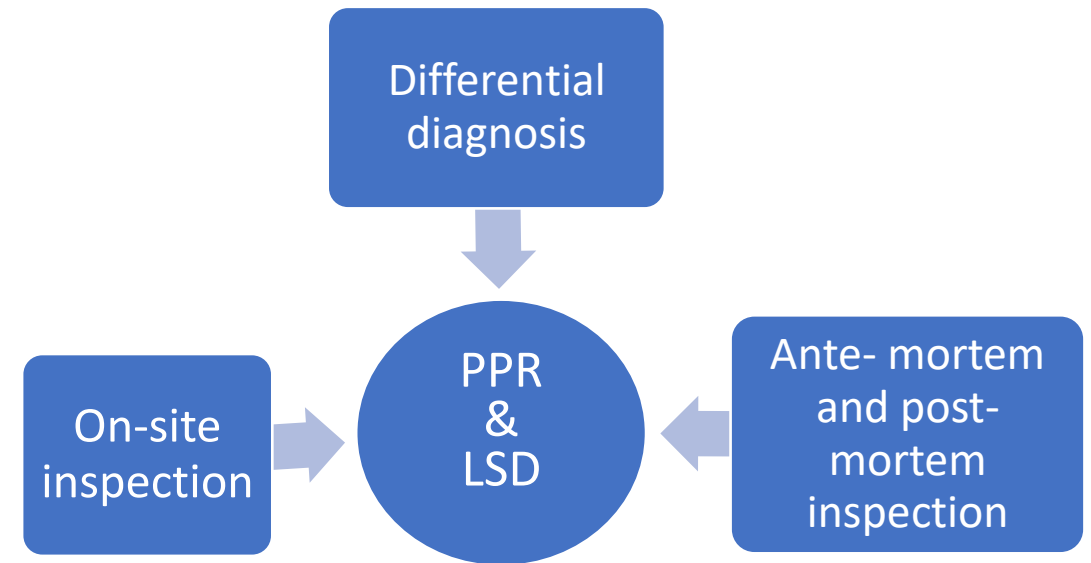 Differential
diagnosis
PPR
&
LSD
On-site
inspection
Ante- mortem
and post-
mortem
inspection